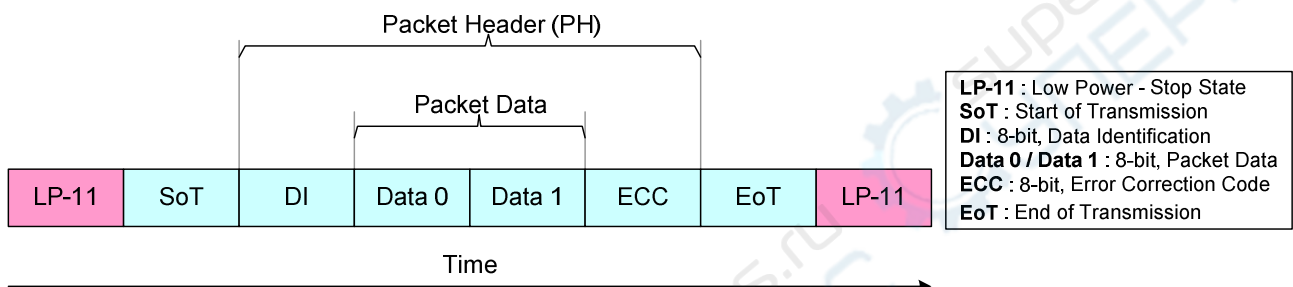 Packet Header (PH)
Packet Data
LP-11 SoT DI Data 0 Data 1 ECC EoT LP-11
Time
LP-11 : Low Power - Stop State
SoT : Start of Transmission
DI : 8-bit, Data Identification
Data 0 / Data 1 : 8-bit, Packet Data
ECC : 8-bit, Error Correction Code
EoT : End of Transmission